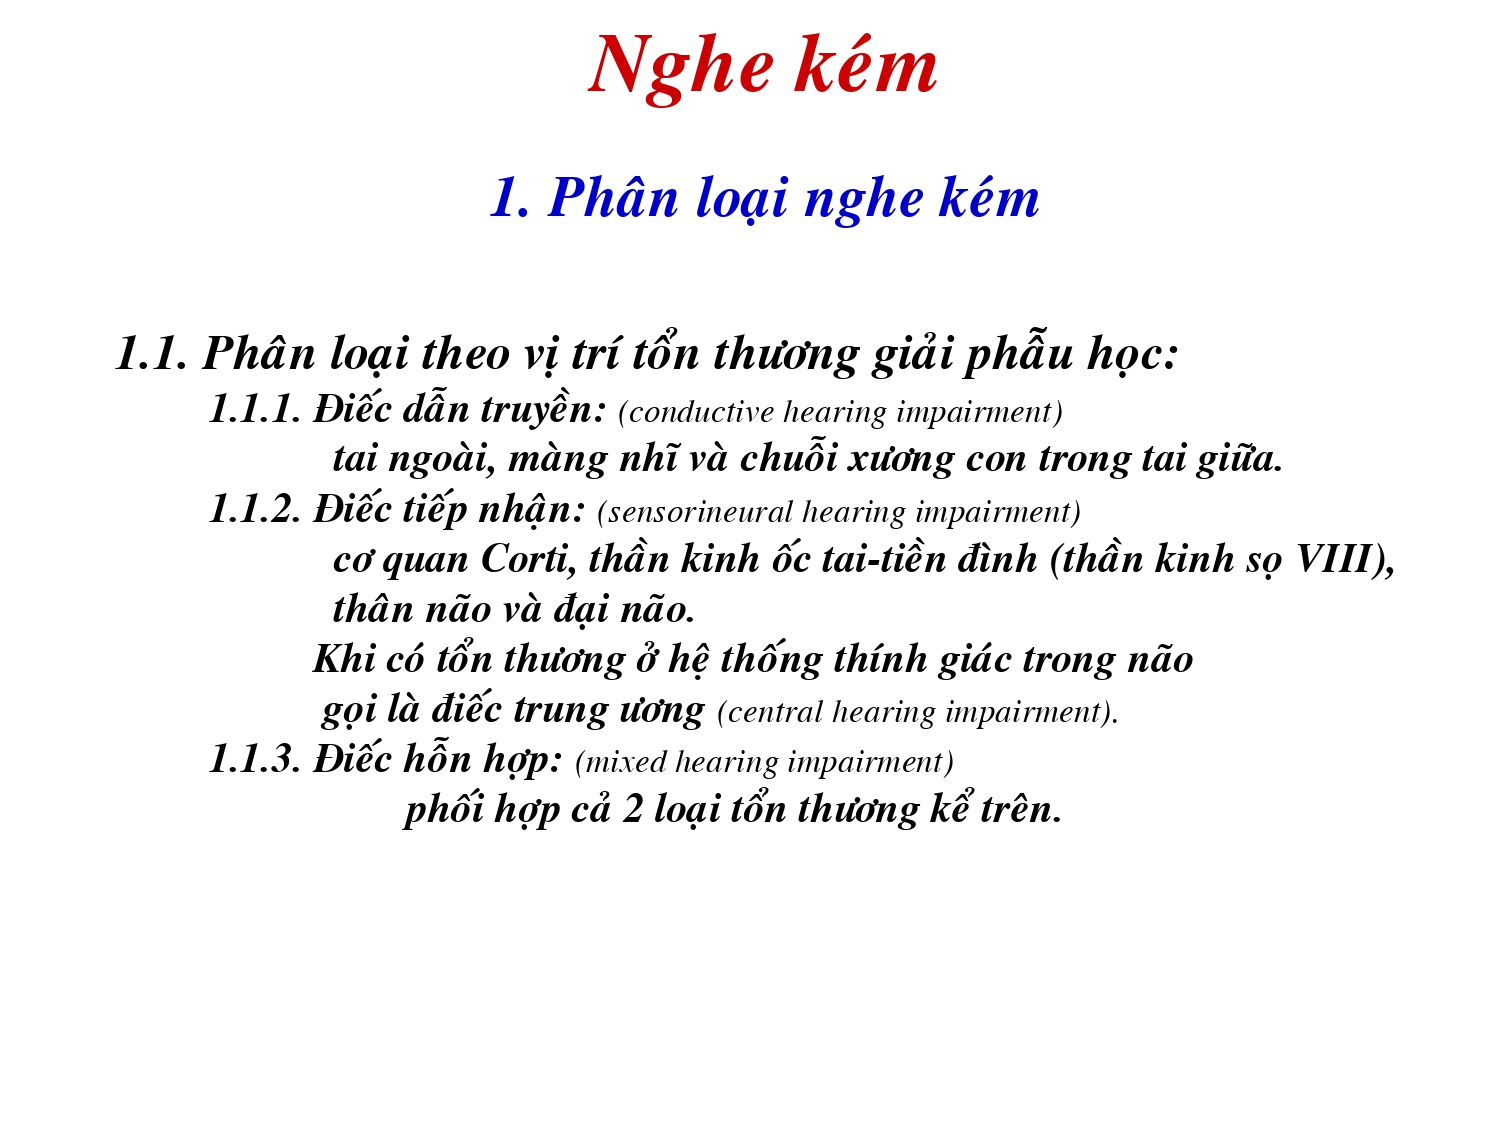 Nghe kém
1. Phân loại nghe kém
1.1. Phân loại theo vị trí tổn thương giải phẫu học:
1.1.1. Điếc dẫn truyền: (conductive hearing impairment)
tai ngoài, màng nhĩ và chuỗi xương con trong tai giữa.
1.1.2. Điếc tiếp nhận: (sensorineural hearing impairment)
cơ quan Corti, thần kinh ốc tai-tiền đình (thần kinh sọ VIII),
thân não và đại não.
Khi có tổn thương ở hệ thống thính giác trong não
gọi là điếc trung ương (central hearing impairment).
1.1.3. Điếc hỗn hợp: (mixed hearing impairment)
phối hợp cả 2 loại tổn thương kể trên.